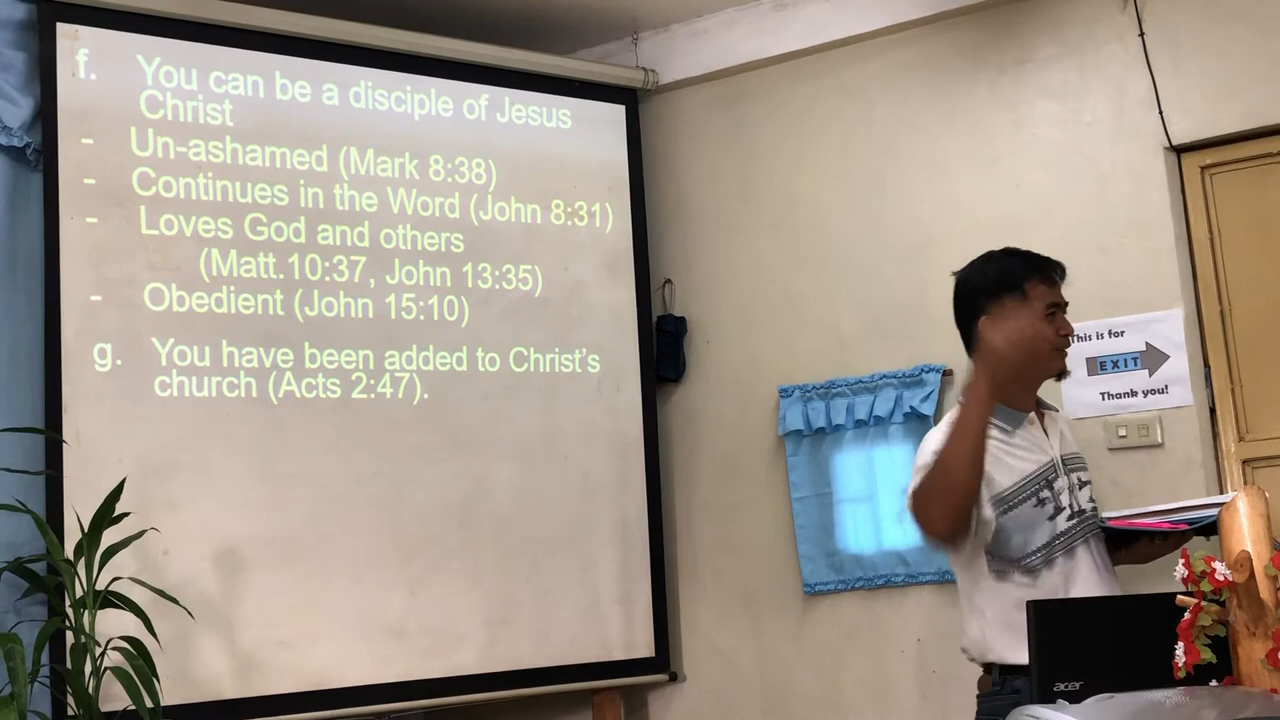 f. You can be a disciple of Jesus
Christ
- Un-ashamed (Mark 8:38)
- Continues in the Word (John 8:31)
- Loves God and others
(Matt.10:37, John 13:35)
- Obedient (John 15:10)
g. You have been added to Christ's
church (Acts 2:47).
This is for
EXIT
Thank you!
acer